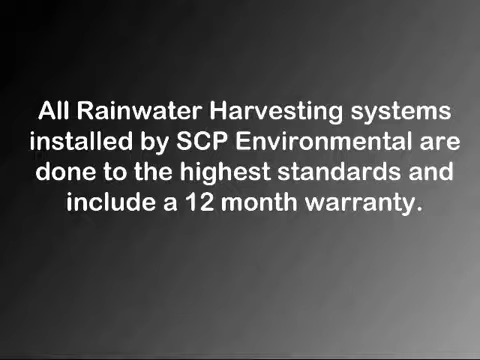 All Rainwater Harvesting systems
installed by SCP Environmental are
done to the highest standards and
include a 12 month warranty.